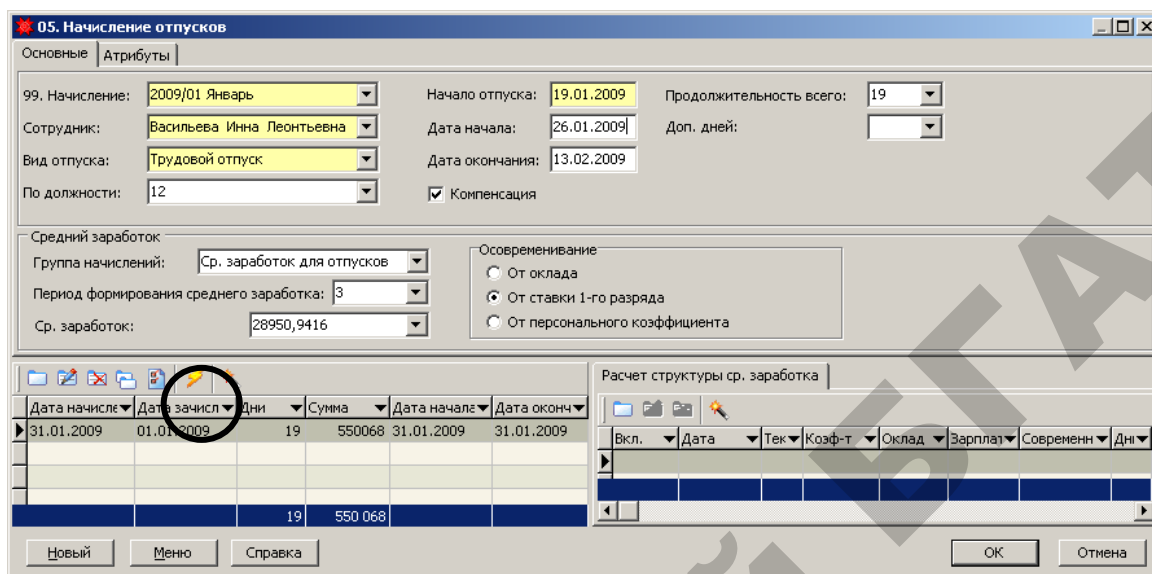 05. Начисление отпусков
Основные Атрибуты
99. Начисление: 2009/01 Январь Начало отпуска: 19.01.2009 Продолжительность всего: 19
Сотрудник: Васильева Инна Леонтьевна Дата начала: 26.01.2009 Доп. дней:
Вид отпуска: Трудовой отпуск Дата окончания: 13.02.2009
По должности: 12 Компенсация
Средний заработок
Группа начислений: Ср. заработок для отпусков
Период формирования среднего заработка: 3
Ср. заработок: 28950,9416
Осовременивание
От оклада
От ставки 1-го разряда
От персонального коэффициента
Дата начисле Дата зачисл Дни Сумма Дата начала Дата оконч
31.01.2009 01.01.2009 19 550068 31.01.2009 31.01.2009
19 550 068
Расчет структуры ср. заработка
Вкл. Дата Тек Коэф-т Оклад Зарплат Современн Дни
Новый Меню Справка ОК Отмена
БГАТ
Й